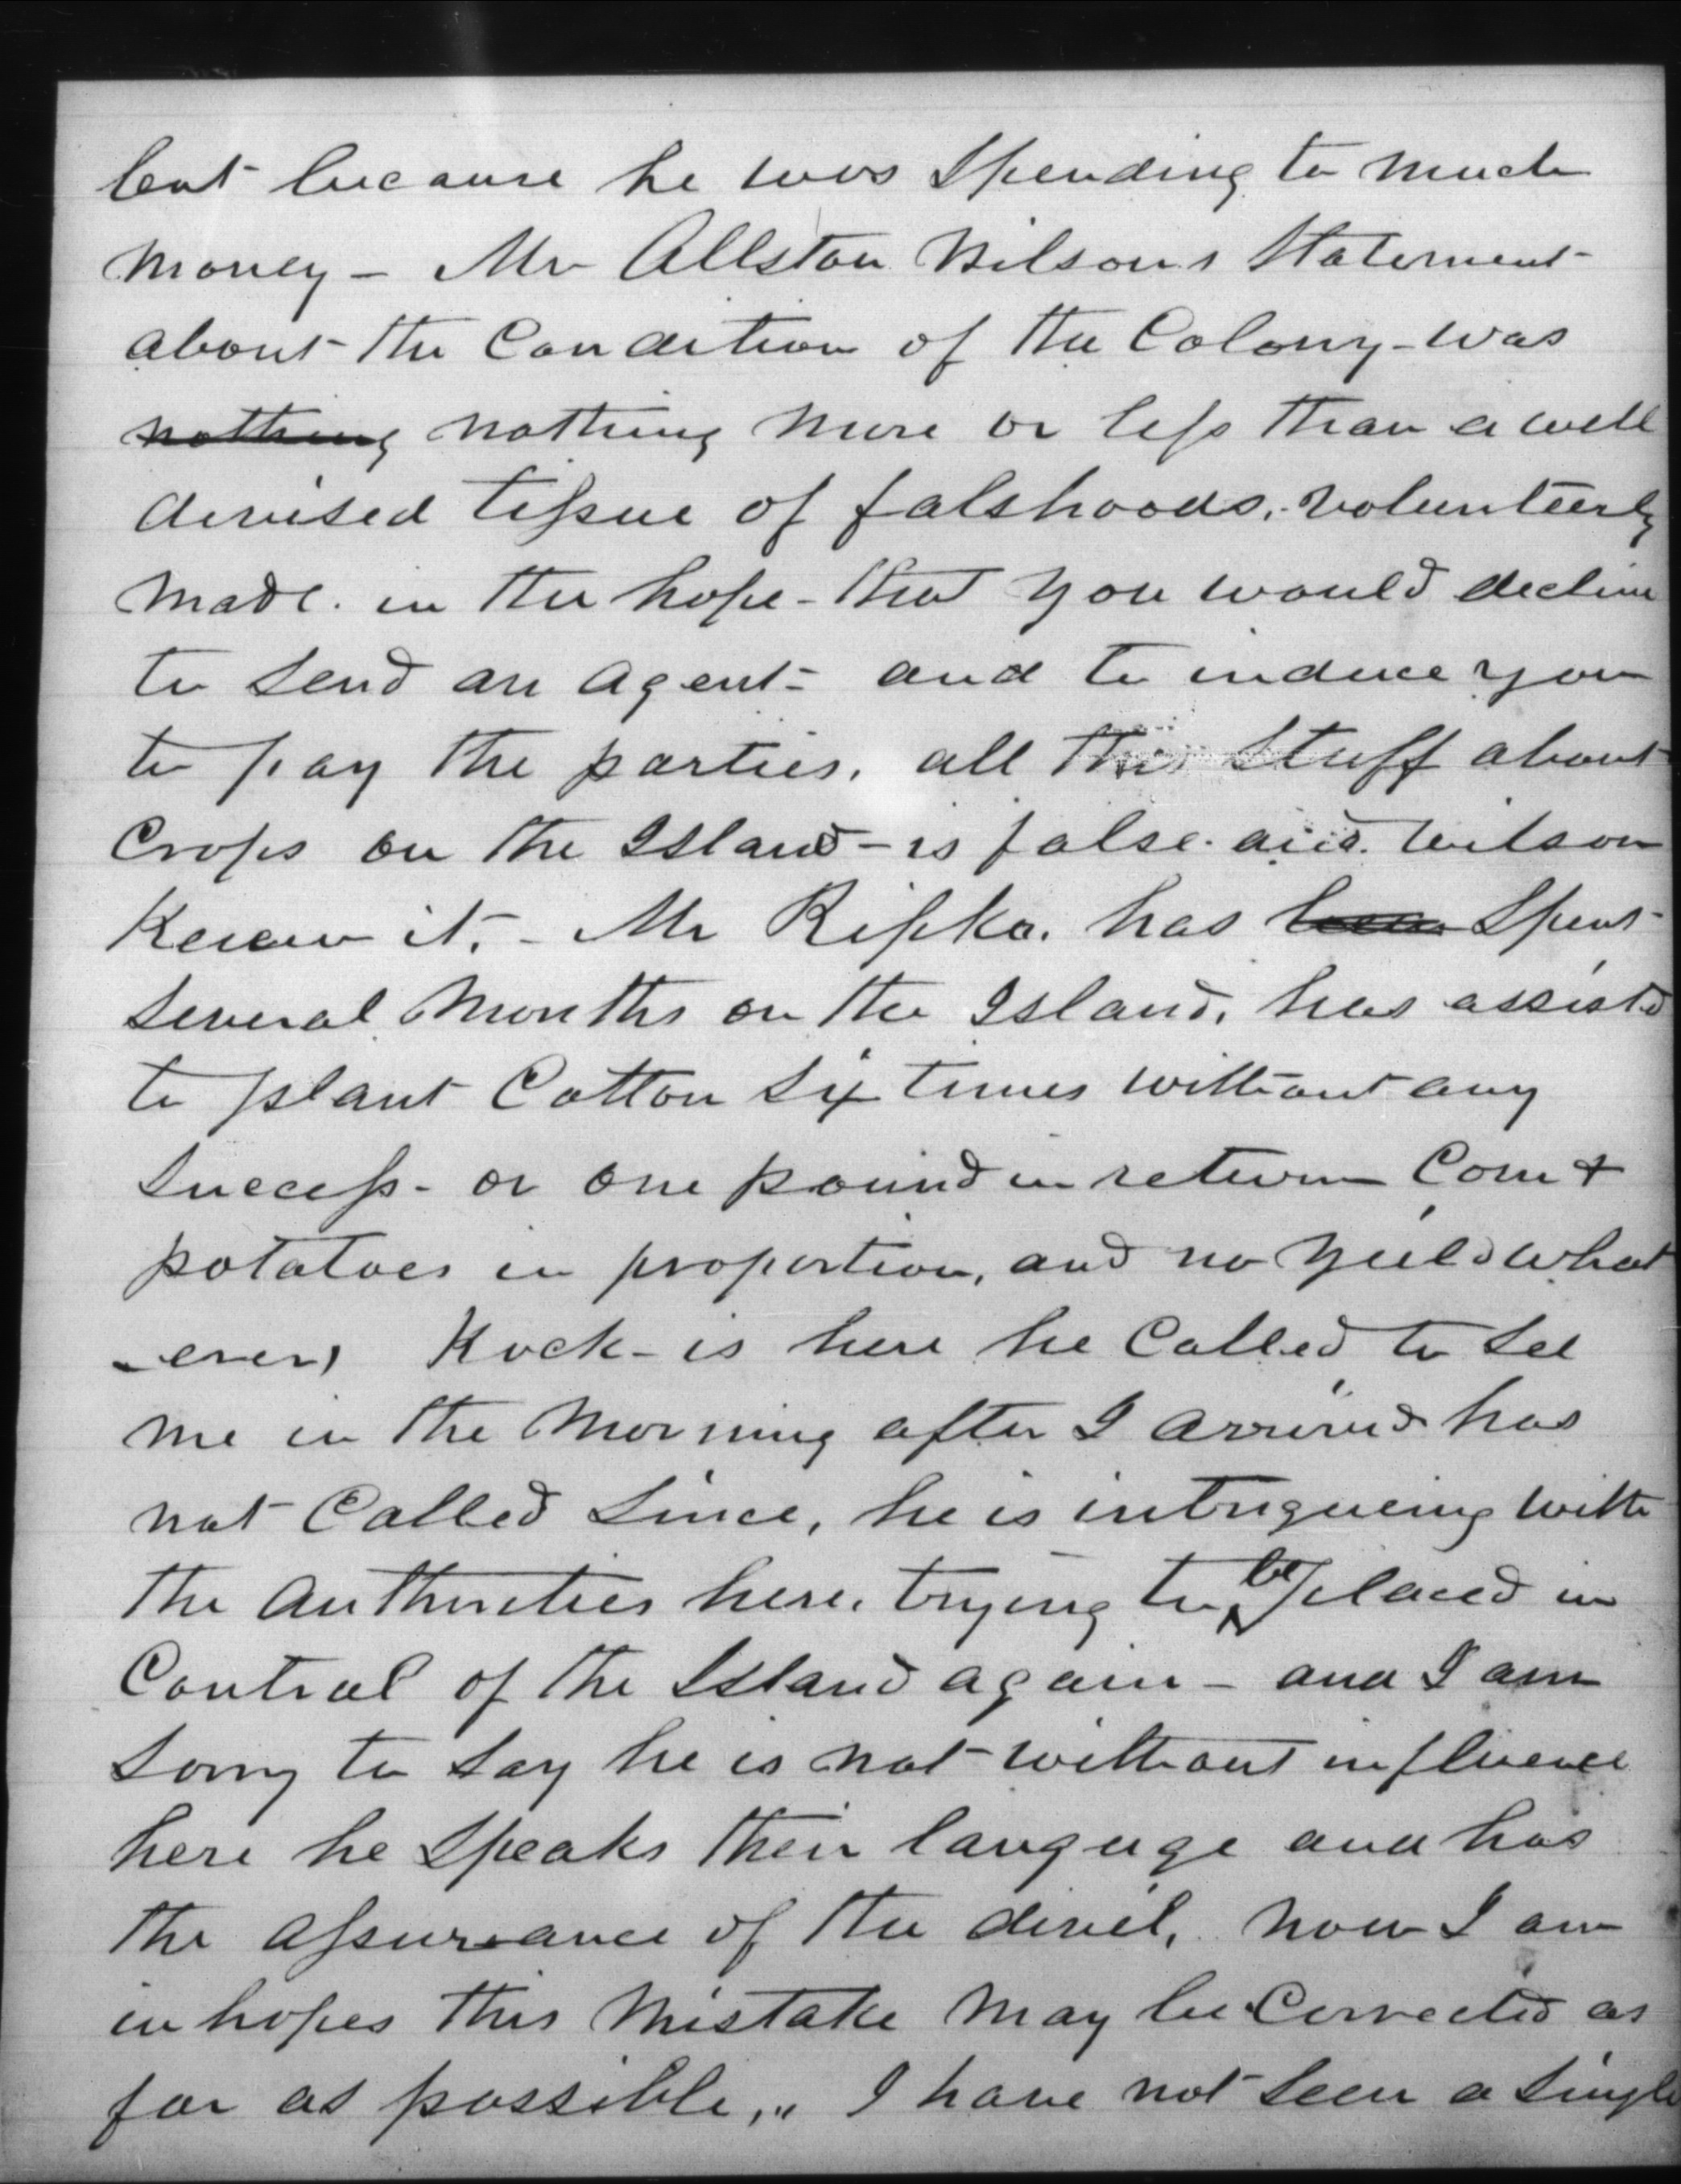 but because he was Spending to much
money - Mr Allston Wilsons Statement
about the Condition of the Colony - was
nothing nothing more or less than a well
devised tissue of falshoods, volunteerly
made. in the hope - that you would decline
to send an agent - and to induce you
to pay the parties, all this Stuff about
Crops on the Island - is false. and Wilson
Knew it, - Mr Ripka. has been Spent
several Months on the Island, has assisted
to plant Cotton six times without any
success - or one pound in return Corn &
potatoes in proportion, and no yield what
-ever, Kock - is here he Called to see
me in the Morning after I arrived has
not Called since, he is intrigueing with
the Authorities here, trying to be placed in
Control of the Island again - and I am
sorry to say he is not without influence
here he speaks their languge and has
the assurance of the divel, now I am
in hopes this Mistake may be Corrected as
far as possible,,, I have not seen a single